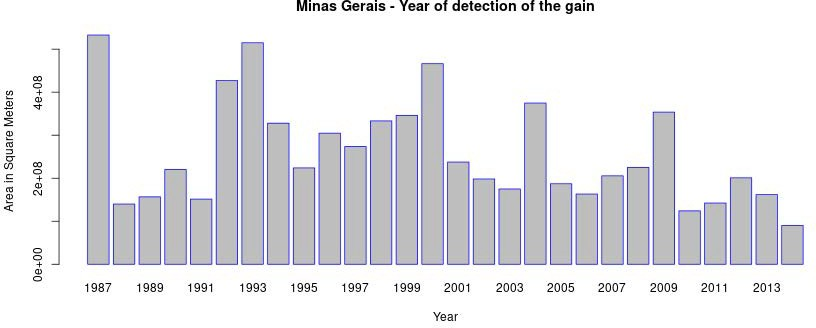 Minas Gerais - Year of detection of the gain
Area in Square Meters
4e+08
2e+08
0e+00
1987 1989 1991 1993 1995 1997 1999 2001 2003 2005 2007 2009 2011 2013
Year